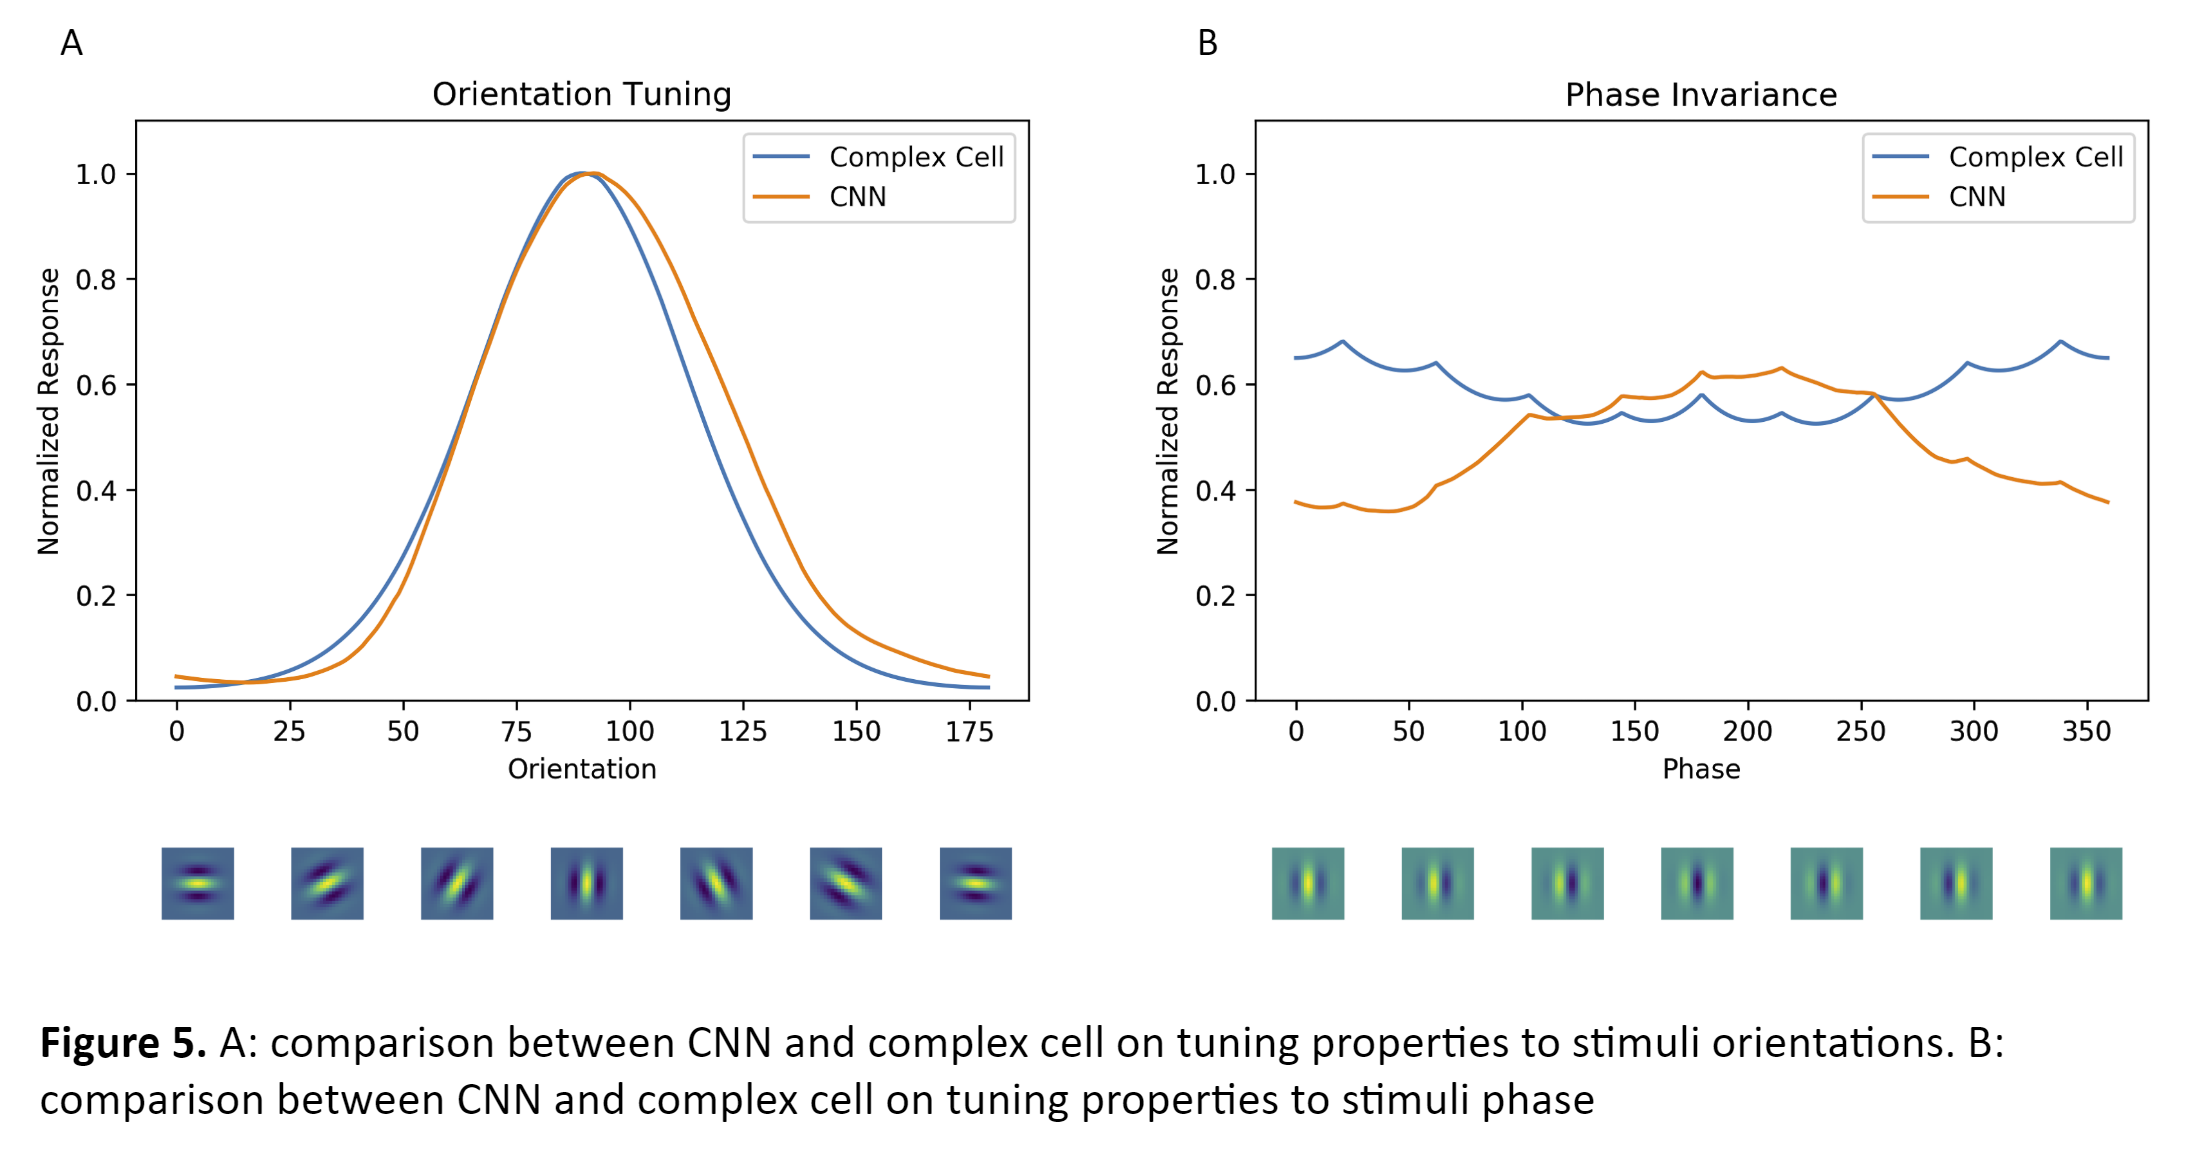 A
Orientation Tuning
Complex Cell
CNN
Normalized Response
1.0
0.8
0.6
0.4
0.2
0.0
0 25 50 75 100 125 150 175
Orientation
B
Phase Invariance
Complex Cell
CNN
Normalized Response
1.0
0.8
0.6
0.4
0.2
0.0
0 50 100 150 200 250 300 350
Phase
Figure 5. A: comparison between CNN and complex cell on tuning properties to stimuli orientations. B:
comparison between CNN and complex cell on tuning properties to stimuli phase